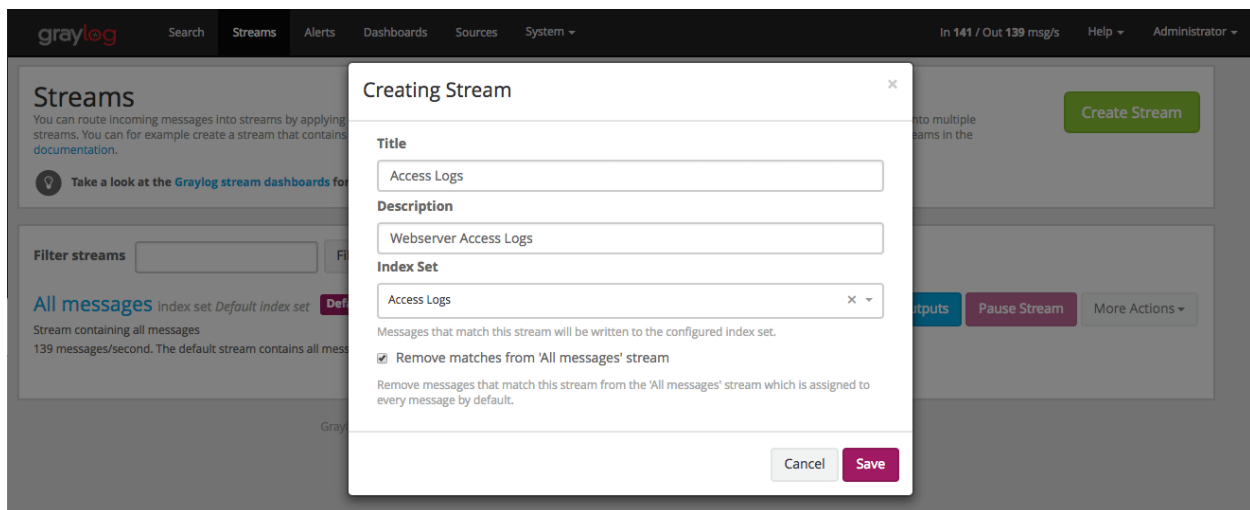 graylog Search Streams Alerts Dashboards Sources System In 141 / Out 139 msg/s Help Administrator
Streams
You can route incoming messages into streams by applying
nto multiple
streams. You can for example create a stream that contains
eams in the
documentation.
Take a look at the Graylog stream dashboards for
Create Stream
Creating Stream
×
Title
Access Logs
Description
Webserver Access Logs
Index Set
Access Logs
×
Messages that match this stream will be written to the configured index set.
Remove matches from 'All messages' stream
Remove messages that match this stream from the 'All messages' stream which is assigned to
every message by default.
Cancel Save
Filter streams
Fil
All messages index set Default index set Defa
Stream containing all messages
139 messages/second. The default stream contains all mess
utputs Pause Stream More Actions
Grayl